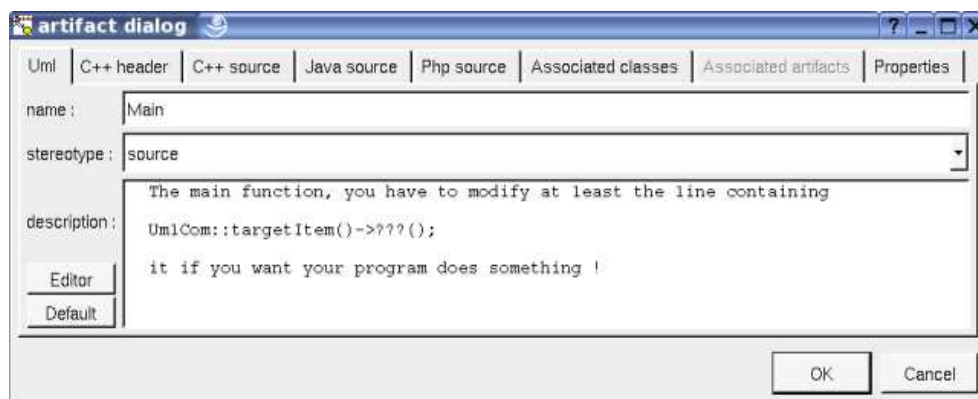 artifact dialog
Uml C++ header C++ source Java source Php source Associated classes Associated artifacts Properties
name : Main
stereotype : source
The main function, you have to modify at least the line containing
description :
UmlCom::targetItem()->???();
it if you want your program does something !
Editor
Default
OK Cancel